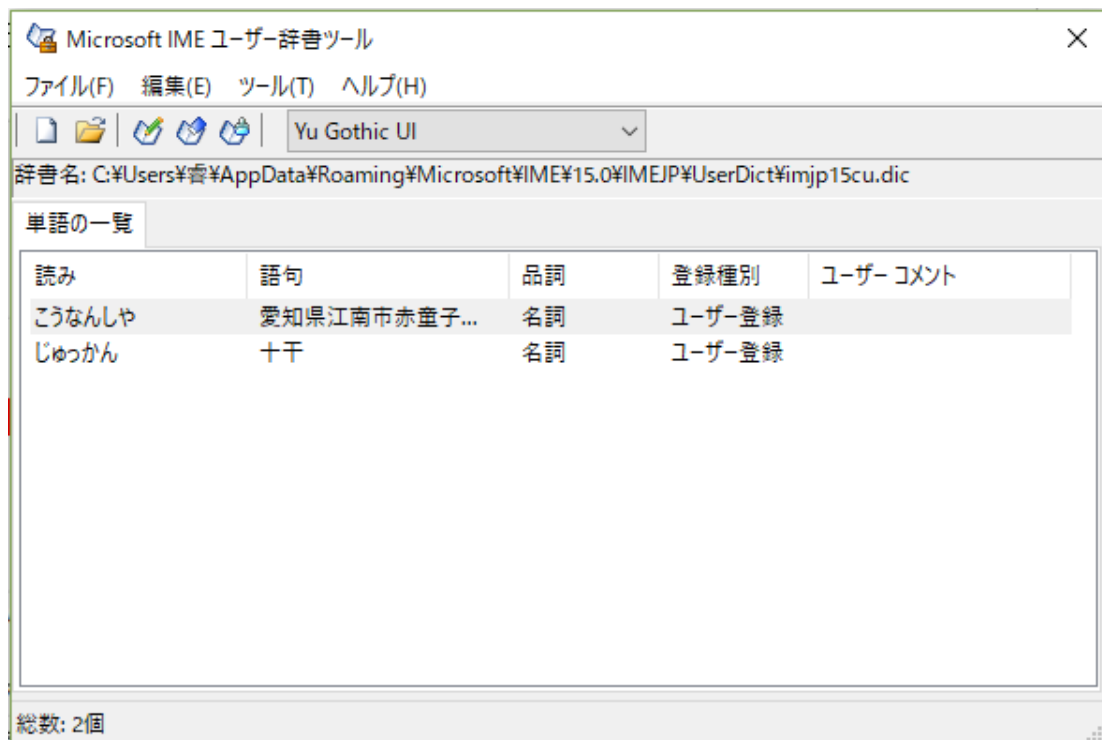 Microsoft IME ユーザー辞書ツール
ファイル(F) 編集(E) ツール(T) ヘルプ(H)
Yu Gothic UI
辞書名: C:¥Users¥睿¥AppData¥Roaming¥Microsoft¥IME¥15.0¥IMEJP¥UserDict¥imjp15cu.dic
単語の一覧
読み 語句 品詞 登録種別 ユーザー コメント
こうなんしや 愛知県江南市赤童子... 名詞 ユーザー登録
じゅっかん 十干 名詞 ユーザー登録
総数: 2個